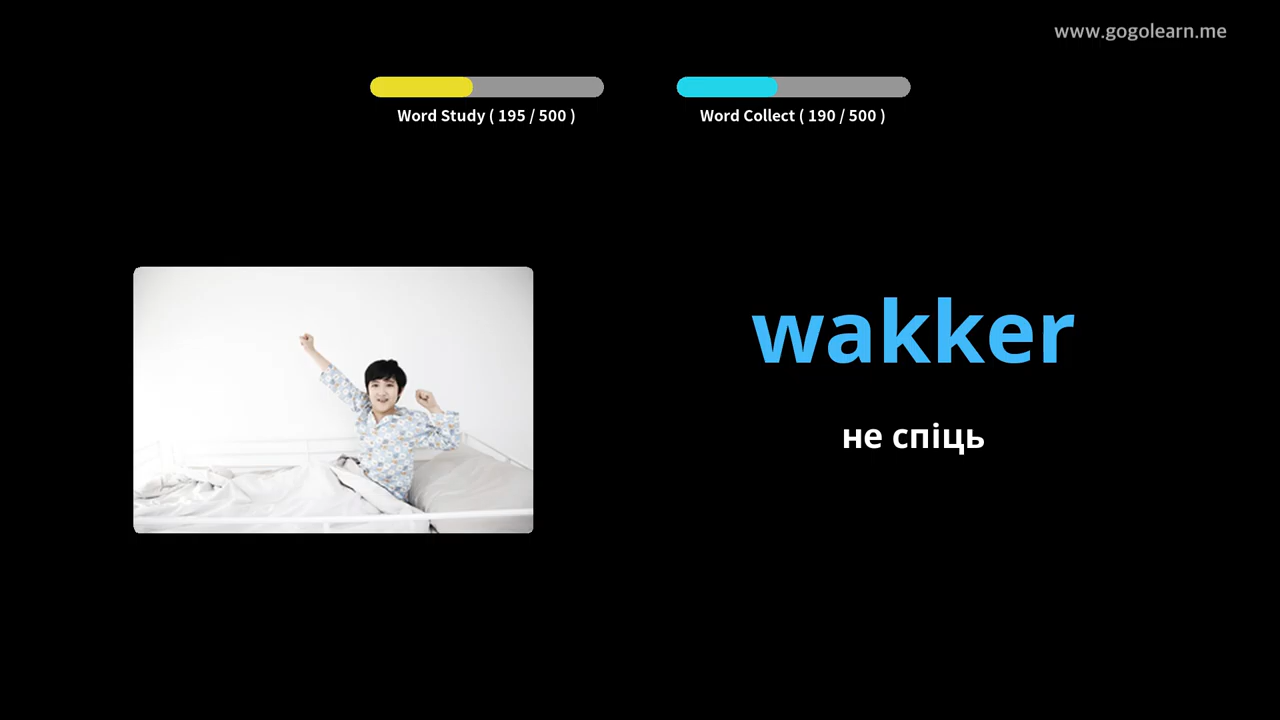 www.gogolearn.me
Word Study ( 195 / 500 )
Word Collect ( 190 / 500 )
wakker
не спіць